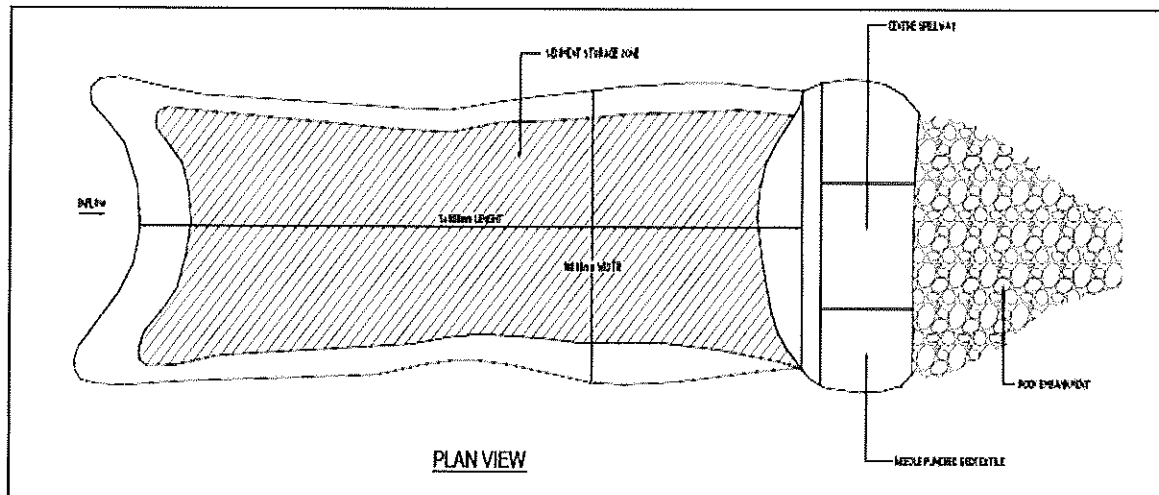 CENTRE SPILLWAY
SEDIMENT STORAGE ZONE
INFLOW
LENGHT
WIDTH
ROCK EMBANKMENT
NEEDLE PUNCHED GEOTEXTILE
PLAN VIEW